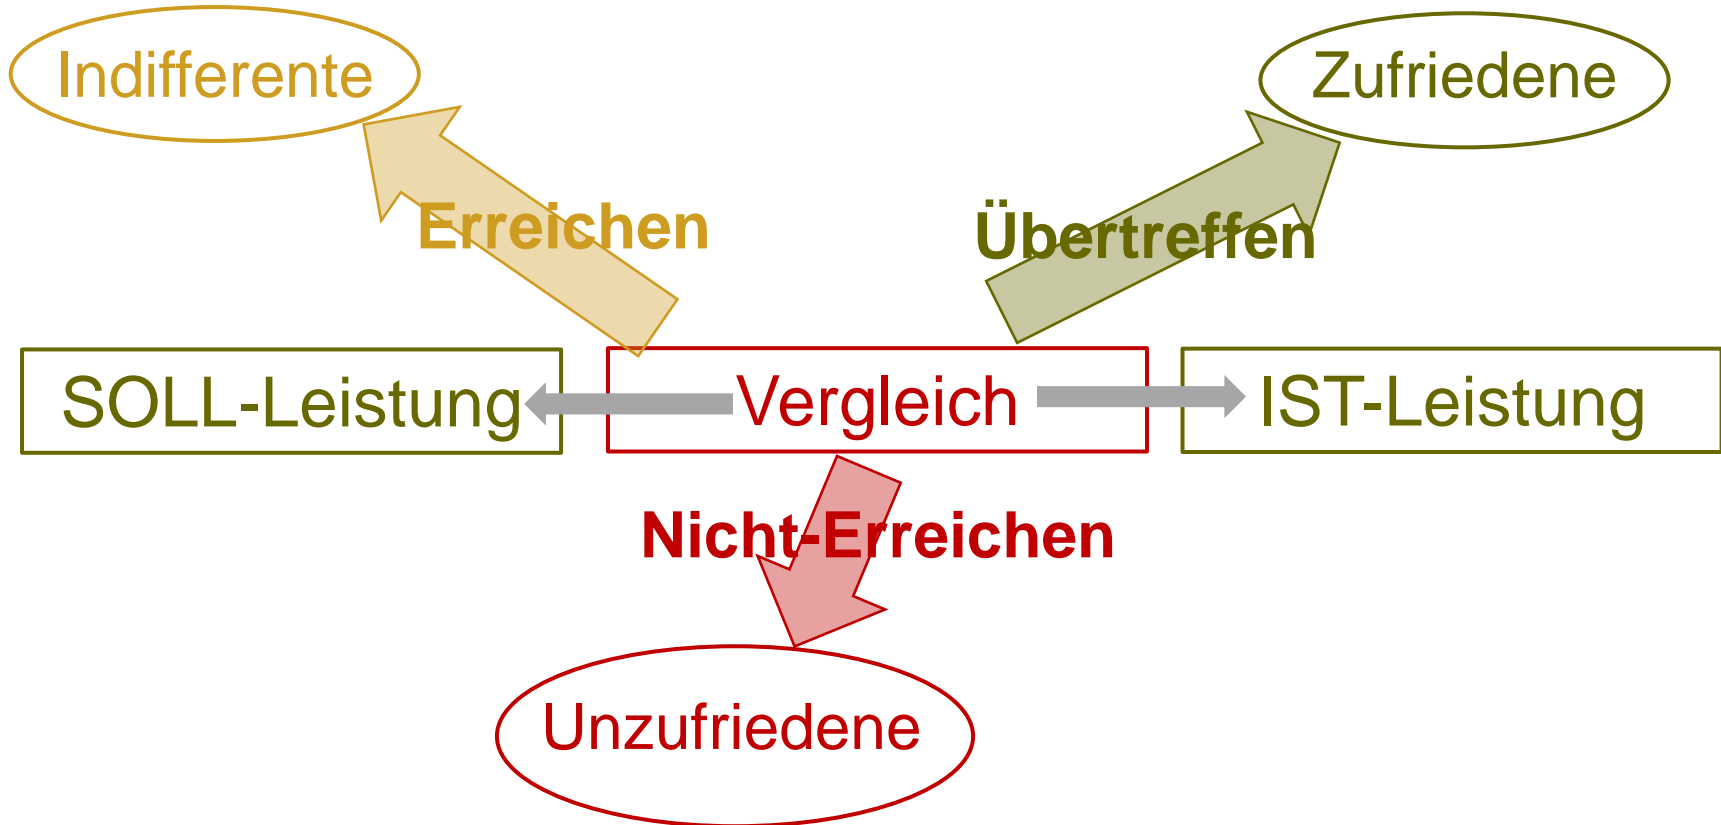 Indifferente
Zufriedene
Erreichen
Übertreffen
SOLL-Leistung
Vergleich
IST-Leistung
Nicht-Erreichen
Unzufriedene